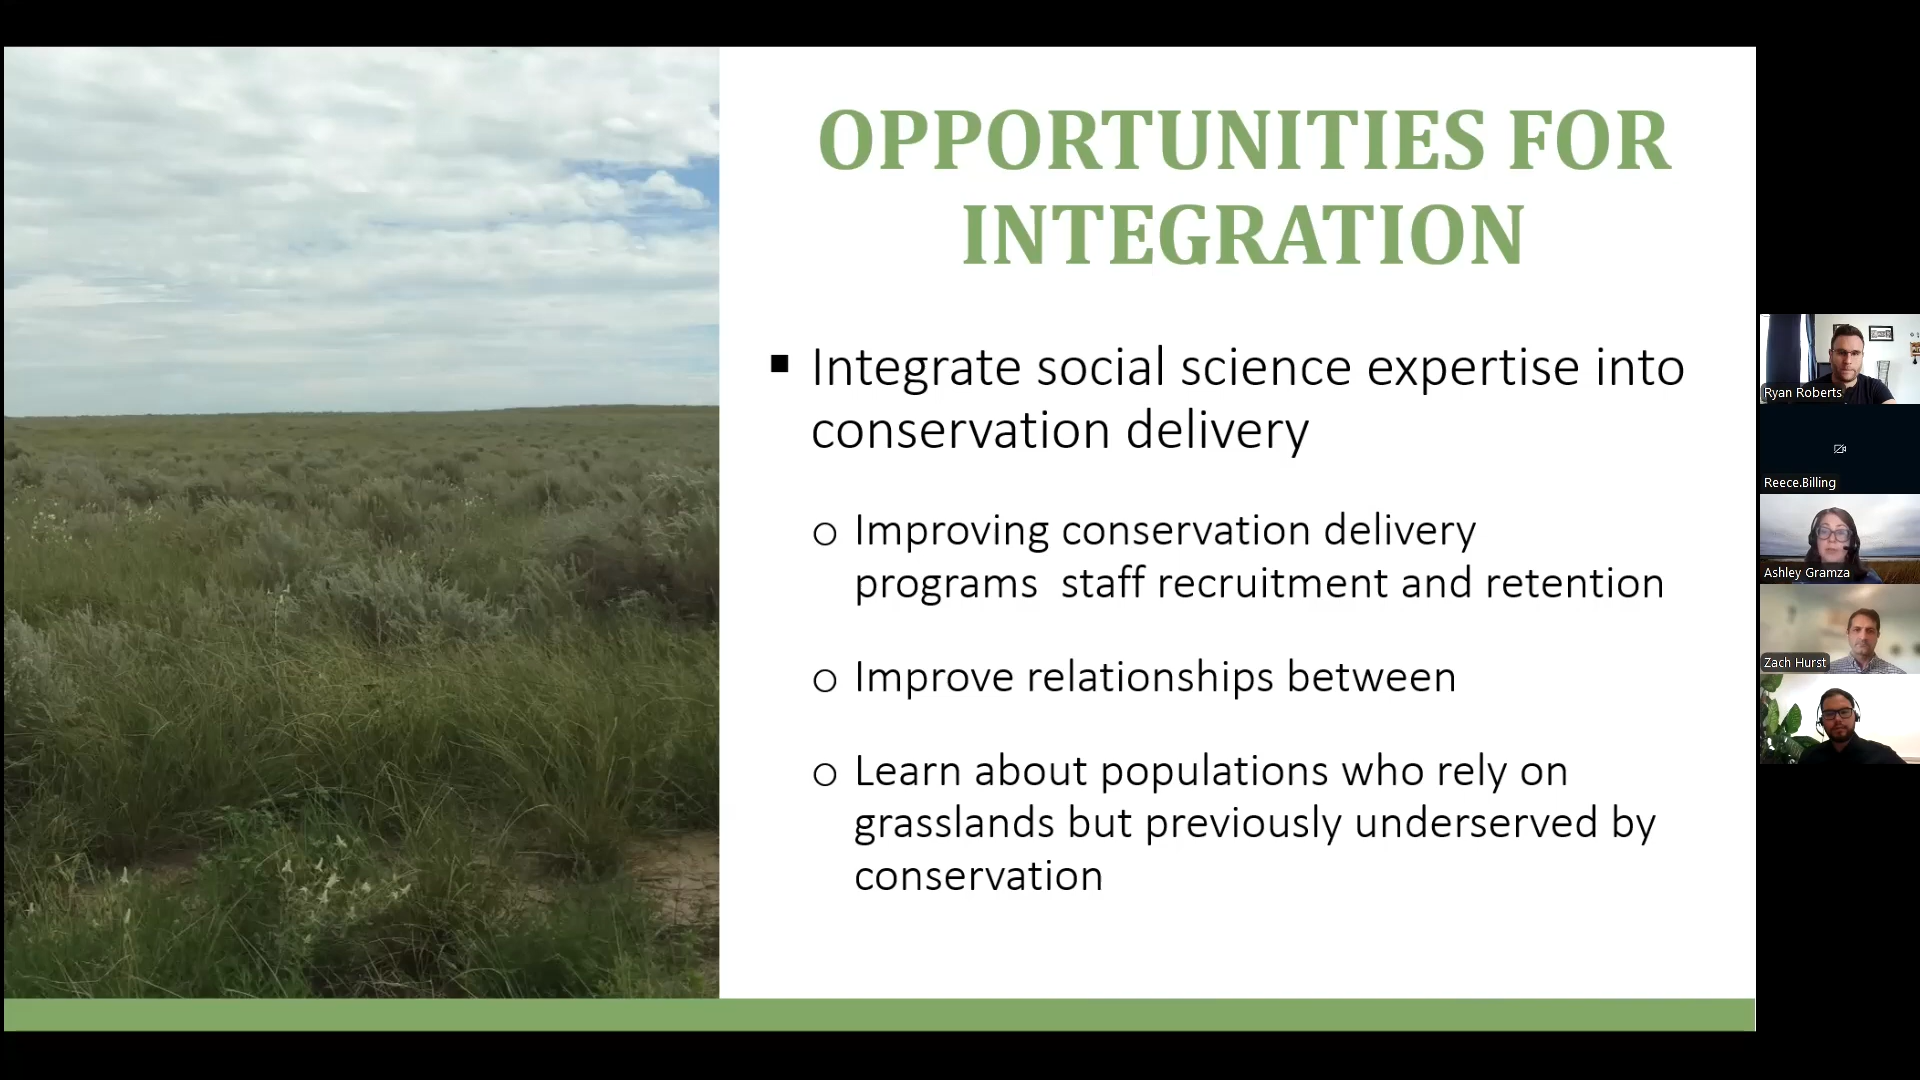 OPPORTUNITIES FOR
INTEGRATION
▪ Integrate social science expertise into
conservation delivery
o Improving conservation delivery
programs  staff recruitment and retention
o Improve relationships between
o Learn about populations who rely on
grasslands but previously underserved by
conservation
Ryan Roberts
Reece.Billing
Ashley Gramza
Zach Hurst